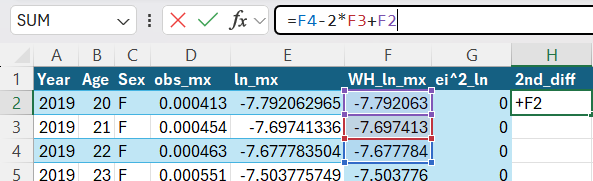 SUM =F4-2*F3+F2
A B C D E F G H
1 Year Age Sex obs_mx ln_mx WH_ln_mx ei^2_ln 2nd_diff
2 2019 20 F 0.000413 -7.792062965 -7.792063 0 +F2
3 2019 21 F 0.000454 -7.69741336 -7.697413 0
4 2019 22 F 0.000463 -7.677783504 -7.677784 0
5 2019 23 F 0.000551 -7.503775749 -7.503776 0